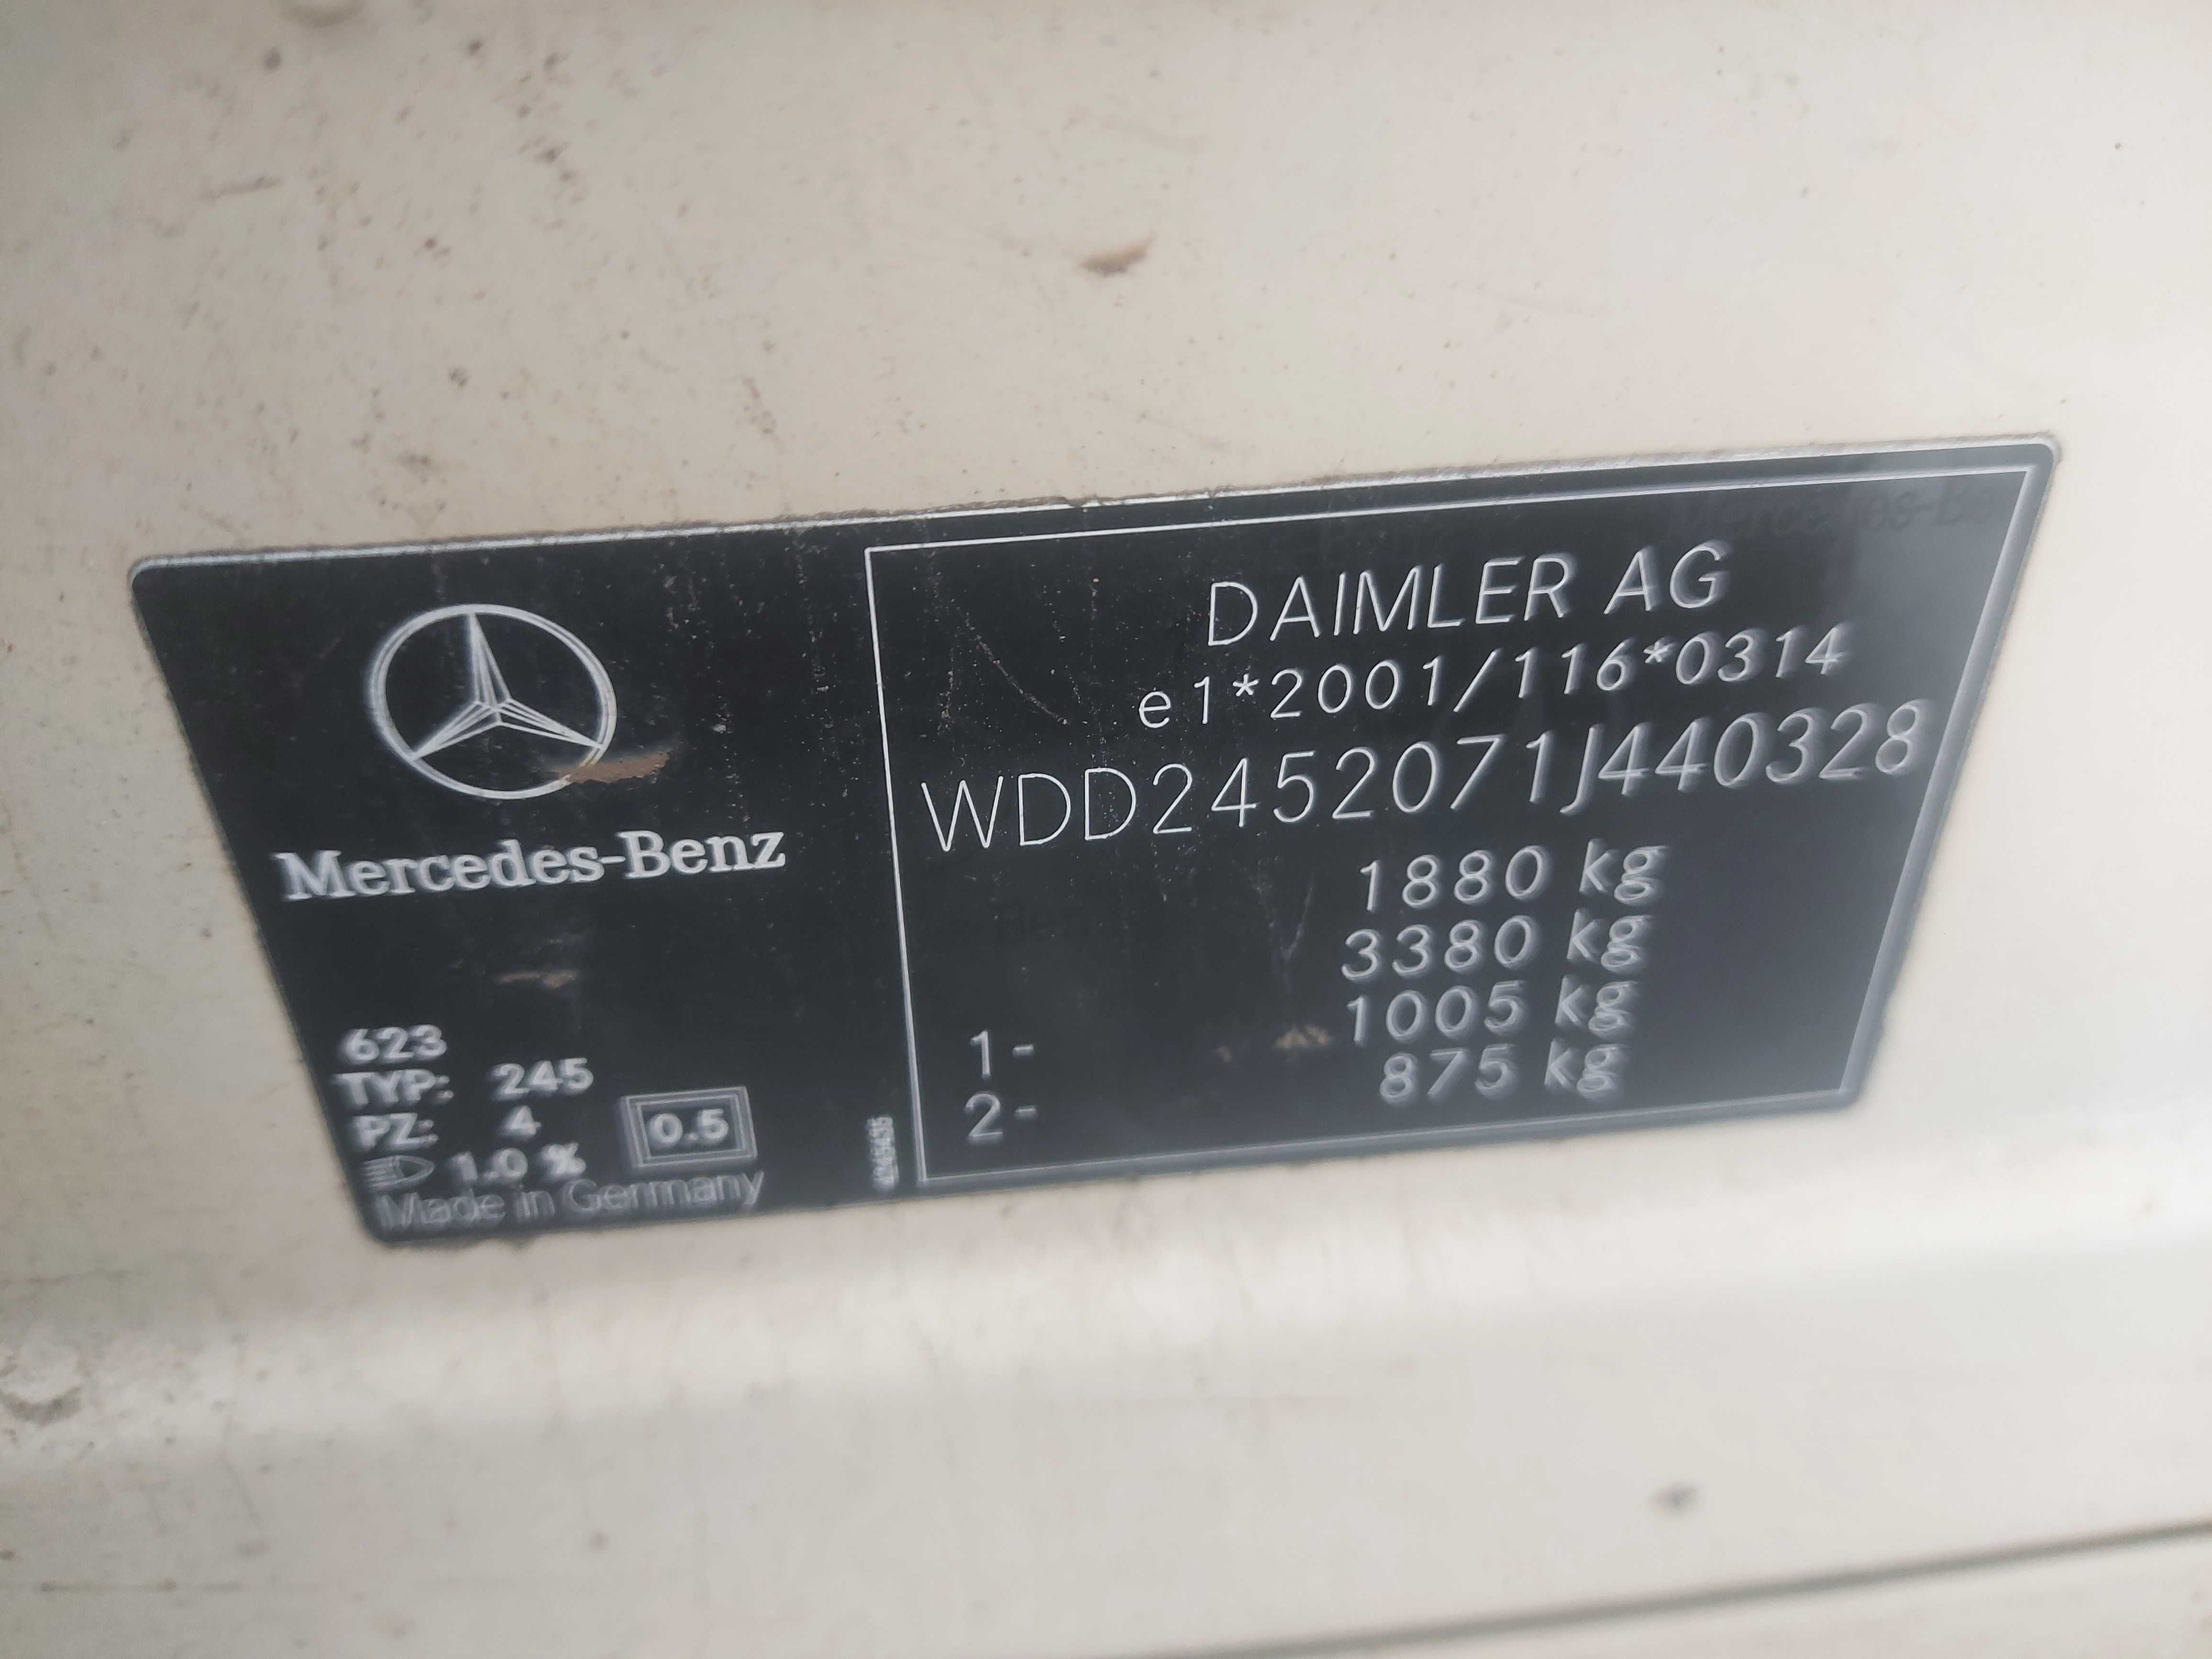 Mercedes-Benz
623
TYP: 245
PZ: 4
1.0 %
0.5
Made in Germany
DAIMLER AG
e1*2001/116*0314
WDD2452071J440328
1880 kg
3380 kg
1- 1005 kg
2- 875 kg